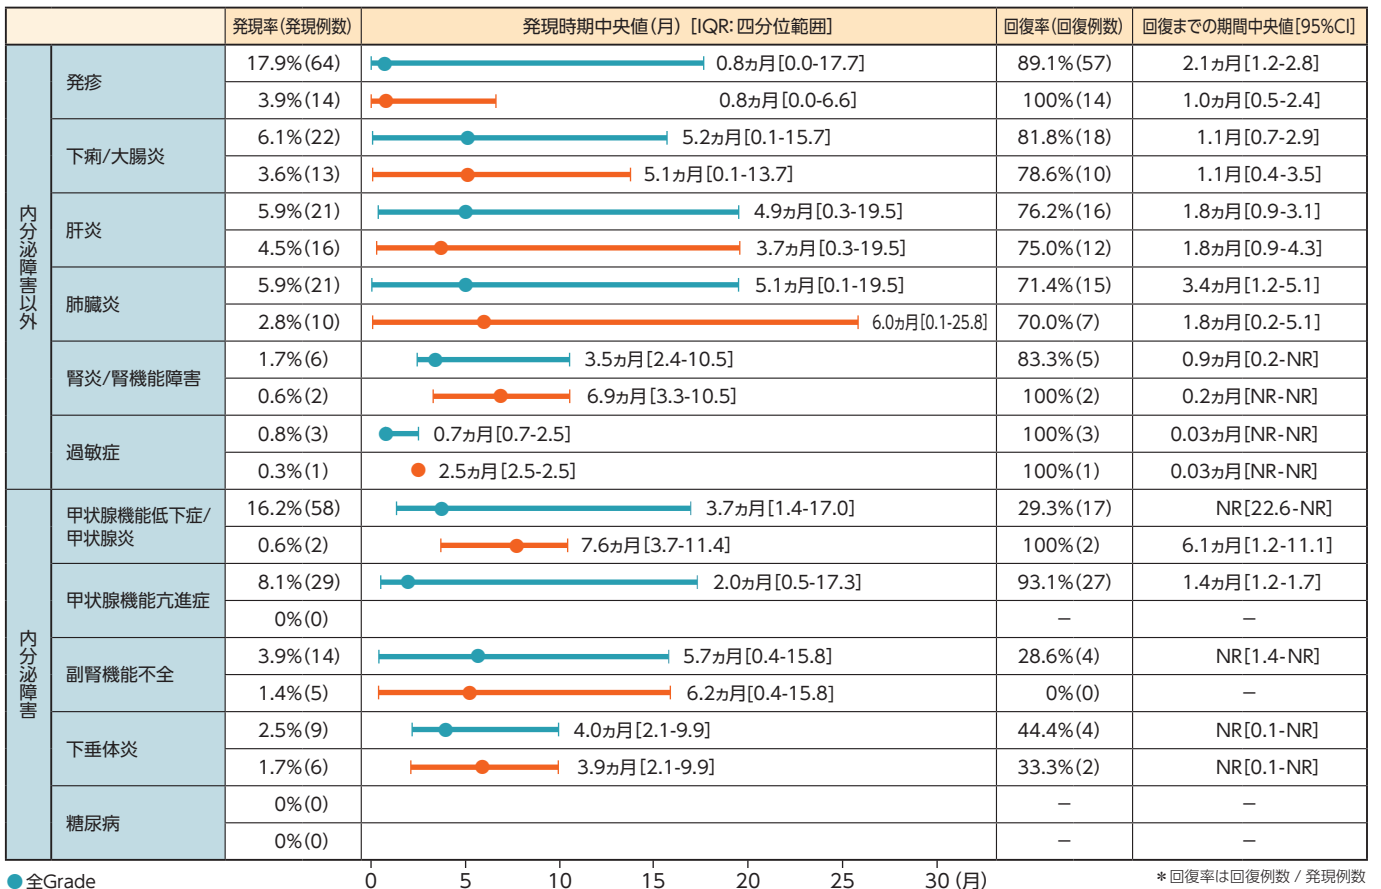 発現率(発現例数) 発現時期中央値(月) [IQR: 四分位範囲] 回復率(回復例数) 回復までの期間中央値[95%CI]
内分泌障害以外
発疹
17.9%(64) 0.8ヵ月[0.0-17.7] 89.1%(57) 2.1ヵ月[1.2-2.8]
3.9%(14) 0.8ヵ月[0.0-6.6] 100%(14) 1.0ヵ月[0.5-2.4]
下痢/大腸炎
6.1%(22) 5.2ヵ月[0.1-15.7] 81.8%(18) 1.1月[0.7-2.9]
3.6%(13) 5.1ヵ月[0.1-13.7] 78.6%(10) 1.1月[0.4-3.5]
肝炎
5.9%(21) 4.9ヵ月[0.3-19.5] 76.2%(16) 1.8ヵ月[0.9-3.1]
4.5%(16) 3.7ヵ月[0.3-19.5] 75.0%(12) 1.8ヵ月[0.9-4.3]
肺臓炎
5.9%(21) 5.1ヵ月[0.1-19.5] 71.4%(15) 3.4ヵ月[1.2-5.1]
2.8%(10) 6.0ヵ月[0.1-25.8] 70.0%(7) 1.8ヵ月[0.2-5.1]
腎炎/腎機能障害
1.7%(6) 3.5ヵ月[2.4-10.5] 83.3%(5) 0.9ヵ月[0.2-NR]
0.6%(2) 6.9ヵ月[3.3-10.5] 100%(2) 0.2ヵ月[NR-NR]
過敏症
0.8%(3) 0.7ヵ月[0.7-2.5] 100%(3) 0.03ヵ月[NR-NR]
0.3%(1) 2.5ヵ月[2.5-2.5] 100%(1) 0.03ヵ月[NR-NR]
内分泌障害
甲状腺機能低下症/
甲状腺炎
16.2%(58) 3.7ヵ月[1.4-17.0] 29.3%(17) NR[22.6-NR]
0.6%(2) 7.6ヵ月[3.7-11.4] 100%(2) 6.1ヵ月[1.2-11.1]
甲状腺機能亢進症
8.1%(29) 2.0ヵ月[0.5-17.3] 93.1%(27) 1.4ヵ月[1.2-1.7]
0%(0) − −
副腎機能不全
3.9%(14) 5.7ヵ月[0.4-15.8] 28.6%(4) NR[1.4-NR]
1.4%(5) 6.2ヵ月[0.4-15.8] 0%(0) −
下垂体炎
2.5%(9) 4.0ヵ月[2.1-9.9] 44.4%(4) NR[0.1-NR]
1.7%(6) 3.9ヵ月[2.1-9.9] 33.3%(2) NR[0.1-NR]
糖尿病
0%(0) − −
0%(0) − −
全Grade 0 5 10 15 20 25 30 (月)
＊回復率は回復例数 / 発現例数